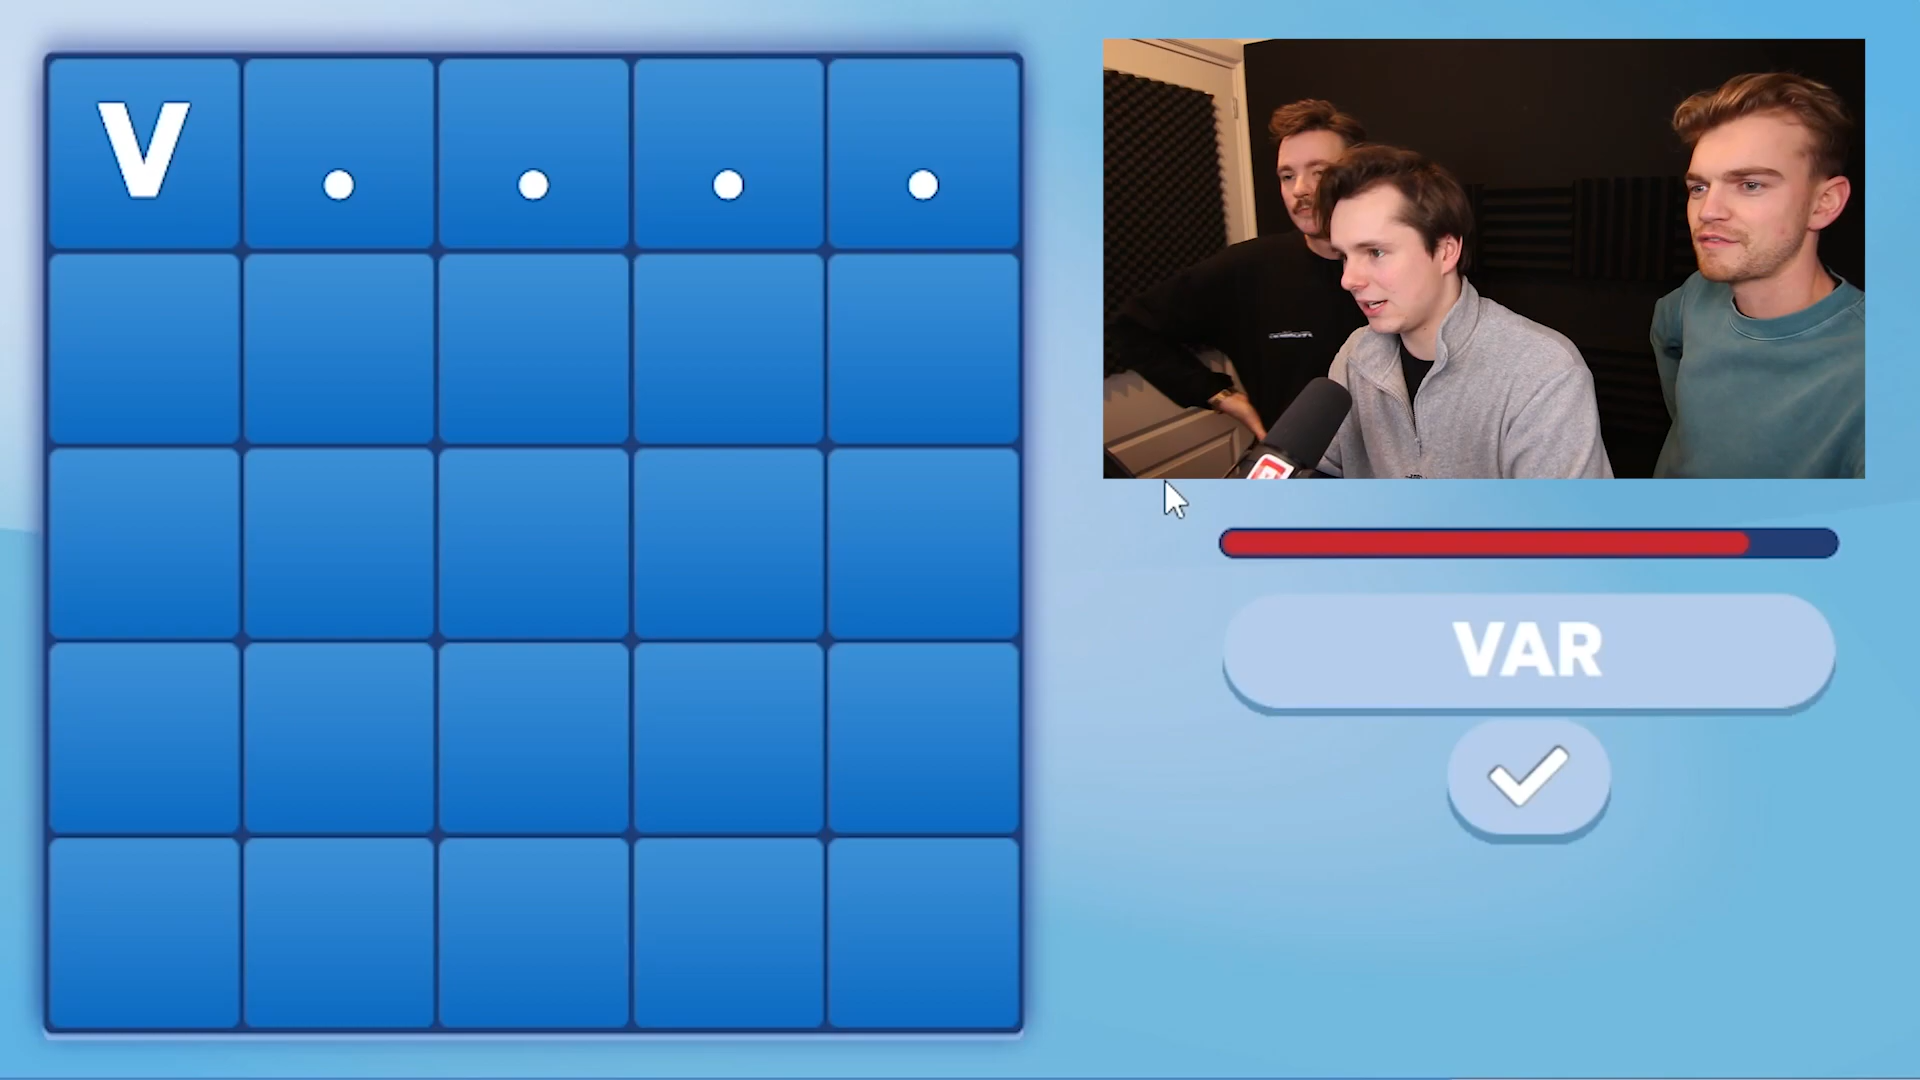 V . . . .
VAR